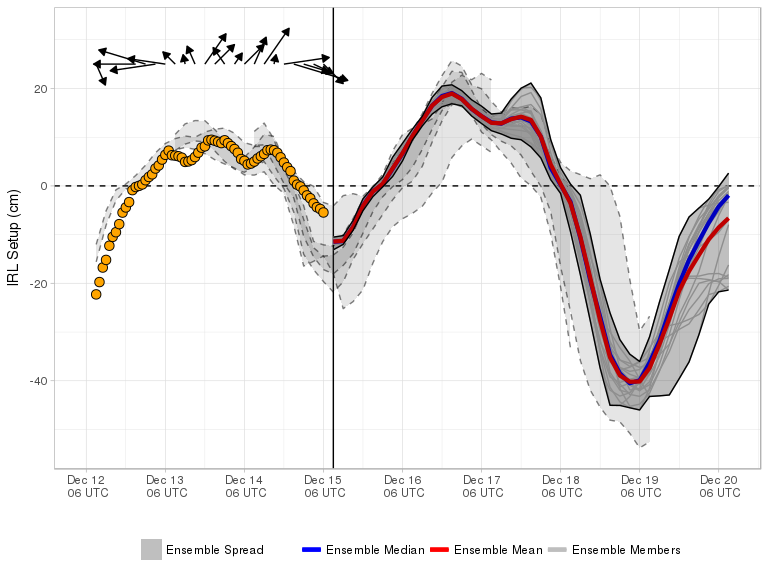 20
0
-20
-40
IRL Setup (cm)
Dec 12 Dec 13 Dec 14 Dec 15 Dec 16 Dec 17 Dec 18 Dec 19 Dec 20
06 UTC 06 UTC 06 UTC 06 UTC 06 UTC 06 UTC 06 UTC 06 UTC 06 UTC
Ensemble Spread Ensemble Median Ensemble Mean Ensemble Members